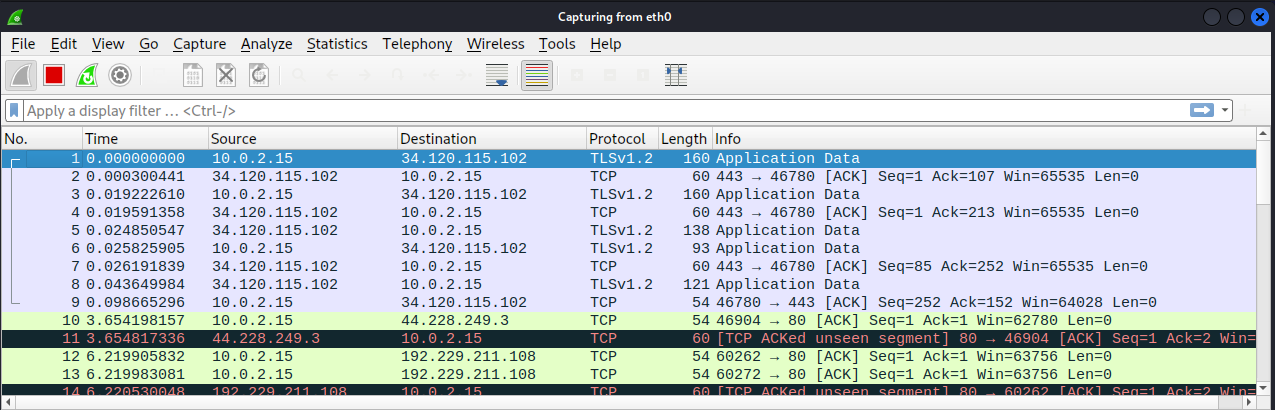 Capturing from eth0
File Edit View Go Capture Analyze Statistics Telephony Wireless Tools Help
Apply a display filter … <Ctrl-/>
No. Time Source Destination Protocol Length Info
1 0.000000000 10.0.2.15 34.120.115.102 TLSv1.2 160 Application Data
2 0.000300441 34.120.115.102 10.0.2.15 TCP 60 443 → 46780 [ACK] Seq=1 Ack=107 Win=65535 Len=0
3 0.019222610 10.0.2.15 34.120.115.102 TLSv1.2 160 Application Data
4 0.019591358 34.120.115.102 10.0.2.15 TCP 60 443 → 46780 [ACK] Seq=1 Ack=213 Win=65535 Len=0
5 0.024850547 34.120.115.102 10.0.2.15 TLSv1.2 138 Application Data
6 0.025825905 10.0.2.15 34.120.115.102 TLSv1.2 93 Application Data
7 0.026191839 34.120.115.102 10.0.2.15 TCP 60 443 → 46780 [ACK] Seq=85 Ack=252 Win=65535 Len=0
8 0.043649984 34.120.115.102 10.0.2.15 TLSv1.2 121 Application Data
9 0.098665296 10.0.2.15 34.120.115.102 TCP 54 46780 → 443 [ACK] Seq=252 Ack=152 Win=64028 Len=0
10 3.654198157 10.0.2.15 44.228.249.3 TCP 54 46904 → 80 [ACK] Seq=1 Ack=1 Win=62780 Len=0
11 3.654817336 44.228.249.3 10.0.2.15 TCP 60 [TCP ACKed unseen segment] 80 → 46904 [ACK] Seq=1 Ack=2 Win=
12 6.219905832 10.0.2.15 192.229.211.108 TCP 54 60262 → 80 [ACK] Seq=1 Ack=1 Win=63756 Len=0
13 6.219983081 10.0.2.15 192.229.211.108 TCP 54 60272 → 80 [ACK] Seq=1 Ack=1 Win=63756 Len=0
14 6.220530048 192.229.211.108 10.0.2.15 TCP 60 [TCP ACKed unseen segment] 80 → 60262 [ACK] Seq=1 Ack=2 Win=